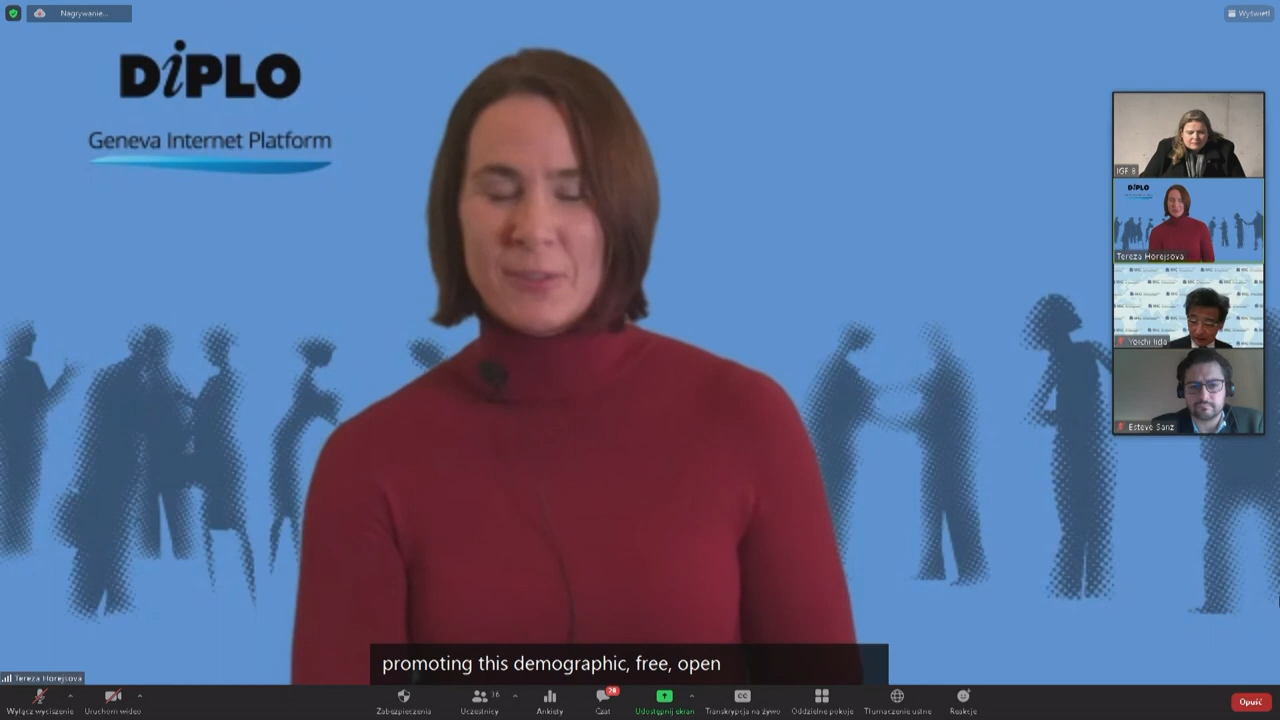 Nagrywanie...
Wyświetl
DiPLO
Geneva Internet Platform
IGF 8
DiPLO
Tereza Horejsova
Yoichi Iida
Esteve Sanz
promoting this demographic, free, open
Tereza Horejsova
Wyłącz wyciszenie
Uruchom wideo
Zabezpieczenia
36
Uczestnicy
Ankiety
28
Czat
Udostępnij ekran
CC
Transkrypcja na żywo
Oddzielne pokoje
Tłumaczenie ustne
Reakcje
Opuść